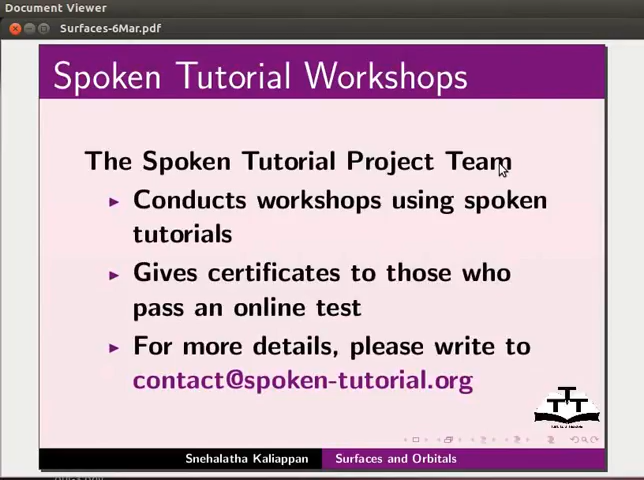 Document Viewer
Surfaces-6Mar.pdf
Spoken Tutorial Workshops
The Spoken Tutorial Project Team
Conducts workshops using spoken
tutorials
Gives certificates to those who
pass an online test
For more details, please write to
contact@spoken-tutorial.org
Snehalatha Kaliappan
Surfaces and Orbitals